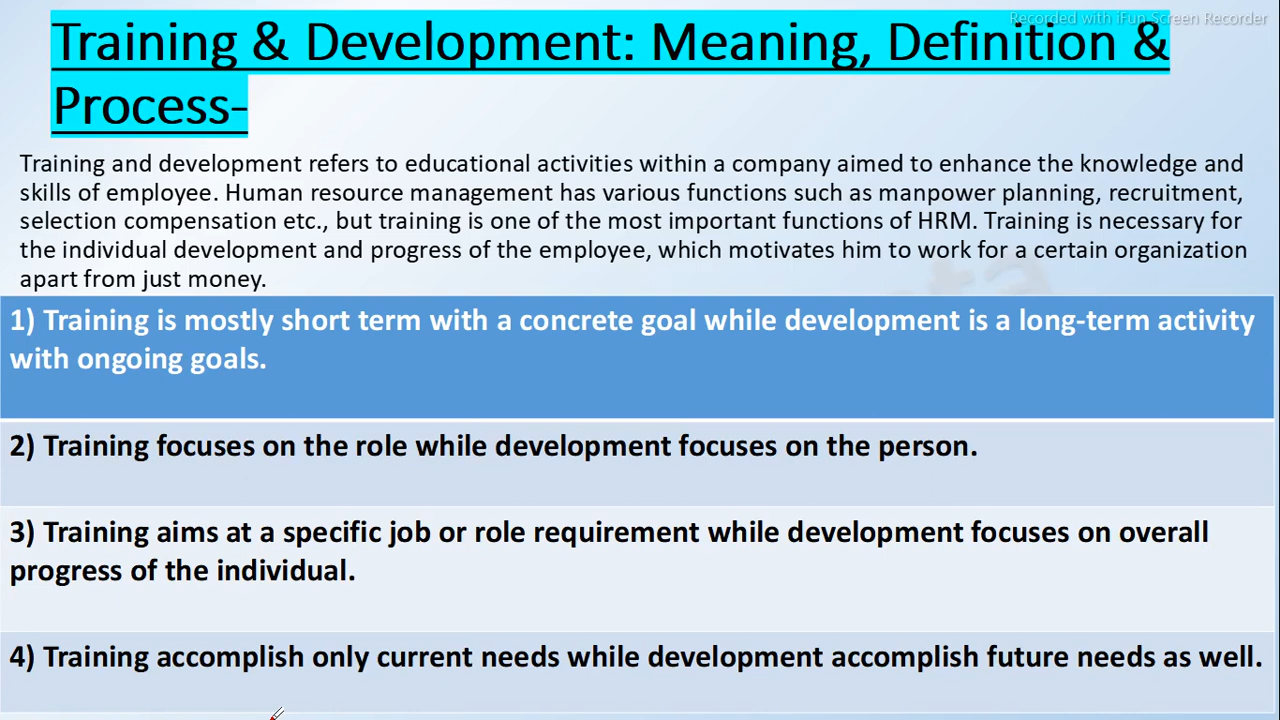 Recorded with iFun Screen Recorder
Training & Development: Meaning, Definition &
Process-
Training and development refers to educational activities within a company aimed to enhance the knowledge and
skills of employee. Human resource management has various functions such as manpower planning, recruitment,
selection compensation etc., but training is one of the most important functions of HRM. Training is necessary for
the individual development and progress of the employee, which motivates him to work for a certain organization
apart from just money.
1) Training is mostly short term with a concrete goal while development is a long-term activity
with ongoing goals.
2) Training focuses on the role while development focuses on the person.
3) Training aims at a specific job or role requirement while development focuses on overall
progress of the individual.
4) Training accomplish only current needs while development accomplish future needs as well.